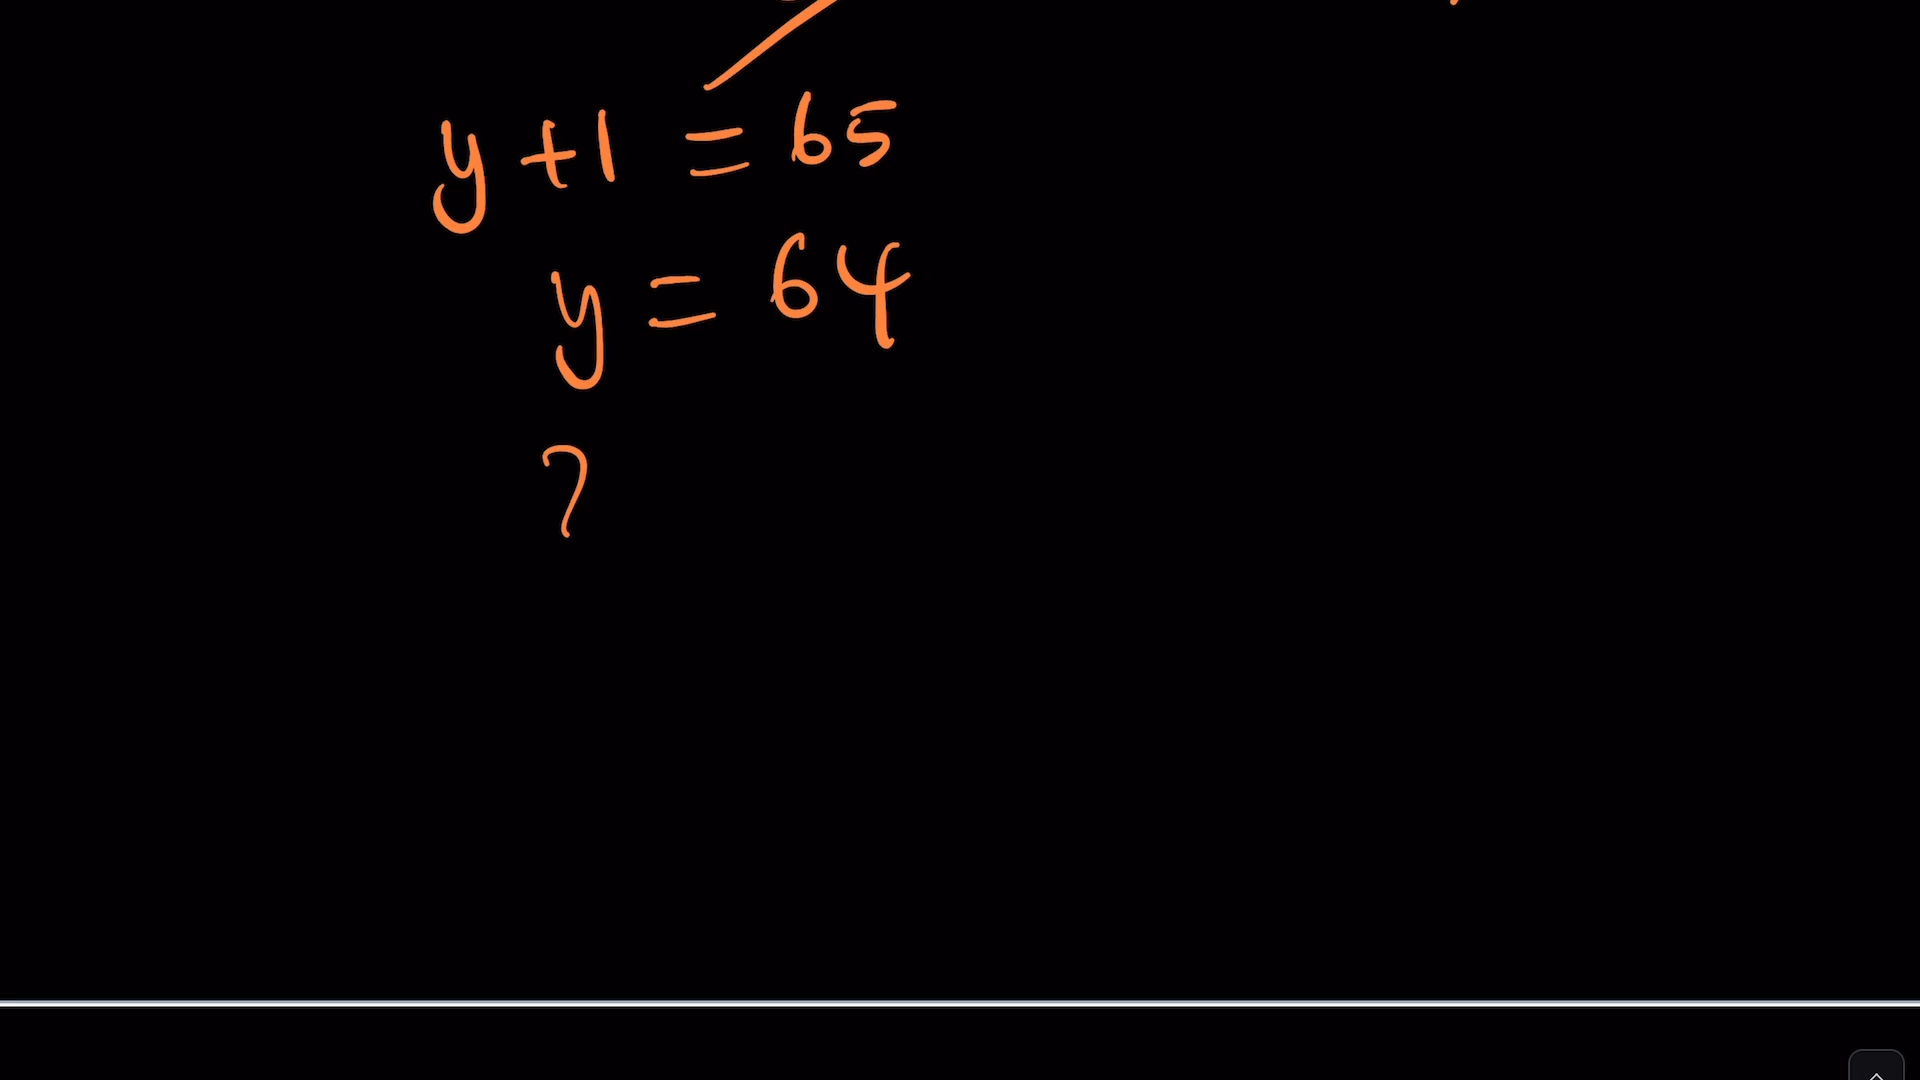 y+1 = 65
y = 64
?